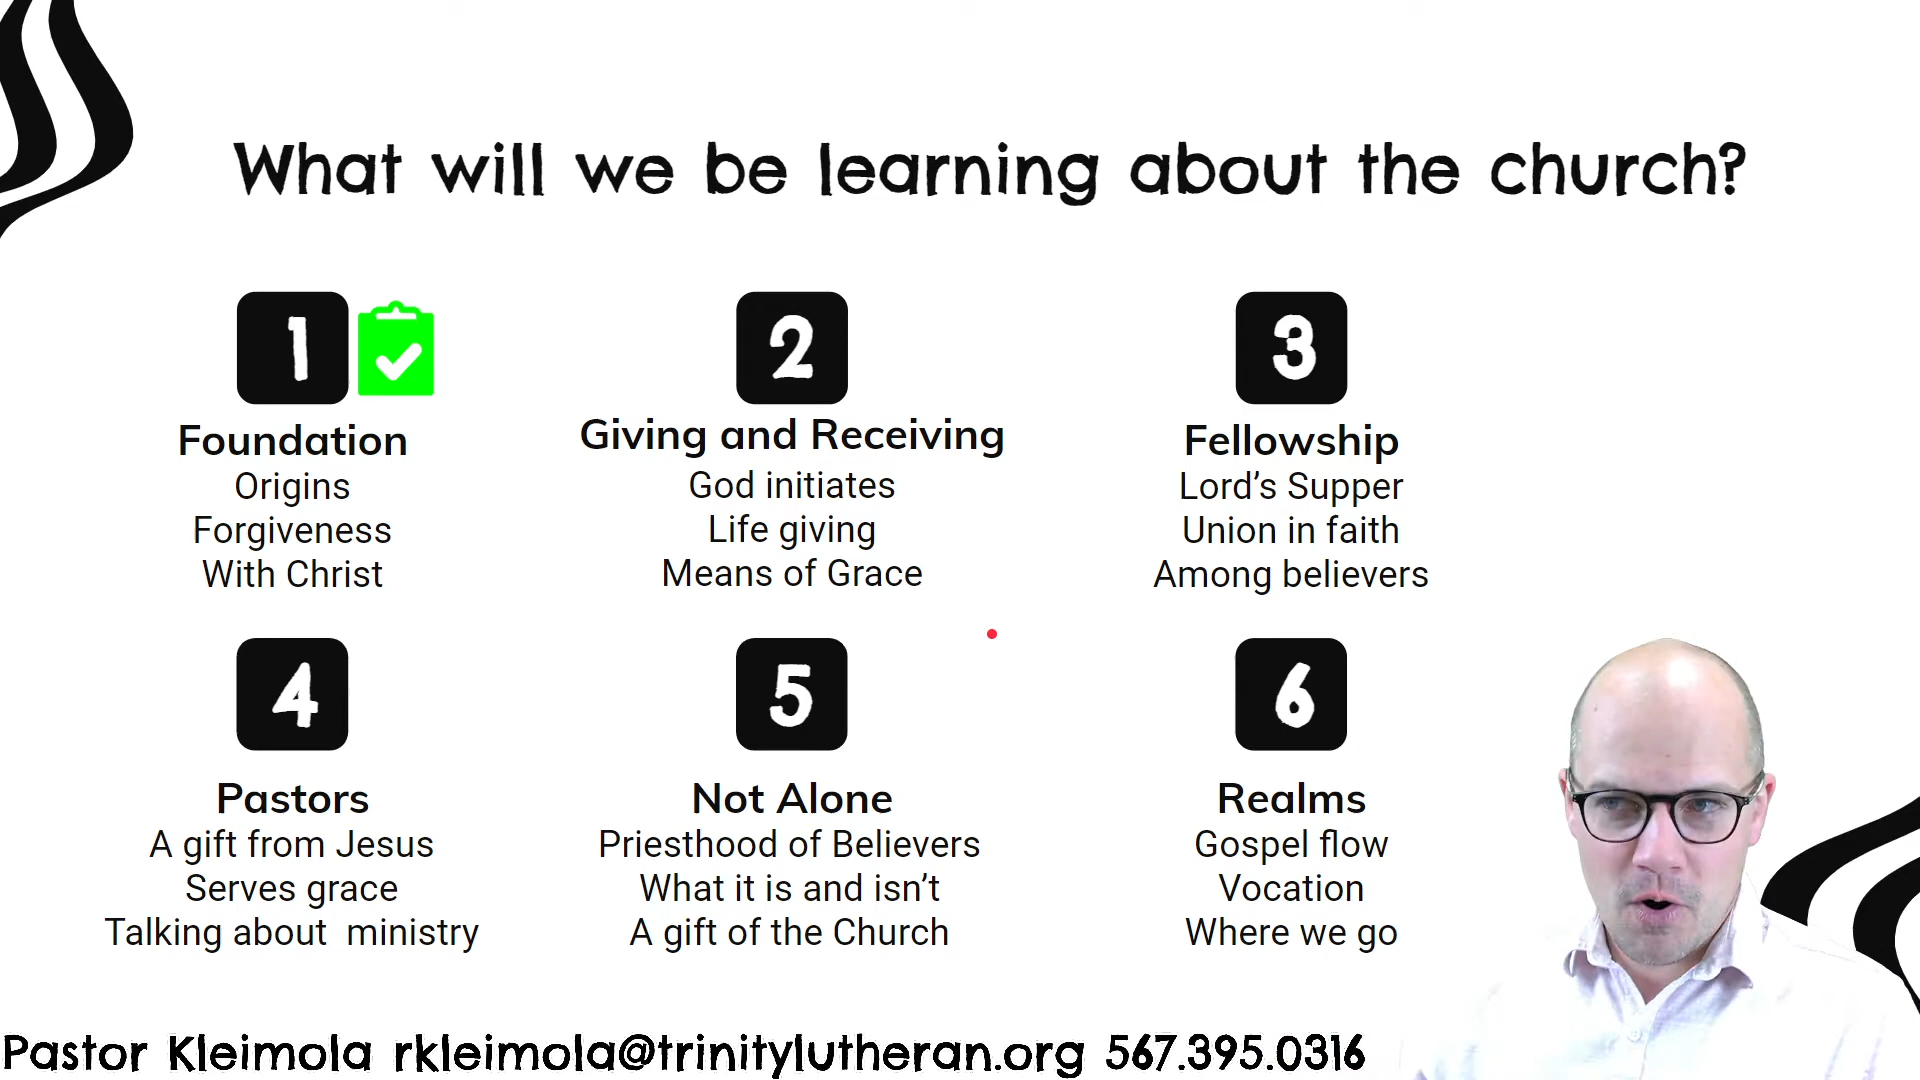 What will we be learning about the church?
1
Foundation
Origins
Forgiveness
With Christ
2
Giving and Receiving
God initiates
Life giving
Means of Grace
3
Fellowship
Lord’s Supper
Union in faith
Among believers
4
Pastors
A gift from Jesus
Serves grace
Talking about  ministry
5
Not Alone
Priesthood of Believers
What it is and isn’t
A gift of the Church
6
Realms
Gospel flow
Vocation
Where we go
Pastor Kleimola rkleimola@trinitylutheran.org 567.395.0316